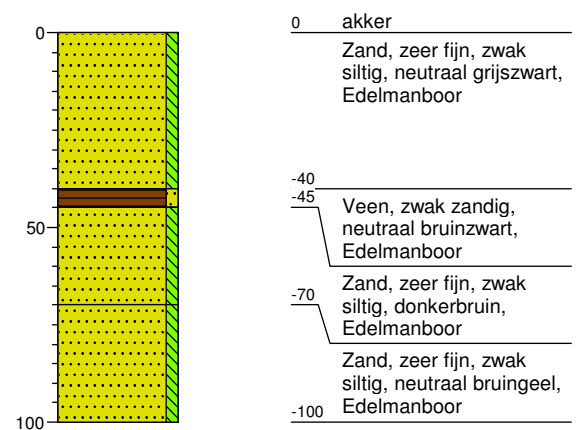 0
50
100
0 akker
Zand, zeer fijn, zwak
siltig, neutraal grijszwart,
Edelmanboor
-40
-45
Veen, zwak zandig,
neutraal bruinzwart,
Edelmanboor
-70
Zand, zeer fijn, zwak
siltig, donkerbruin,
Edelmanboor
Zand, zeer fijn, zwak
siltig, neutraal bruingeel,
-100 Edelmanboor